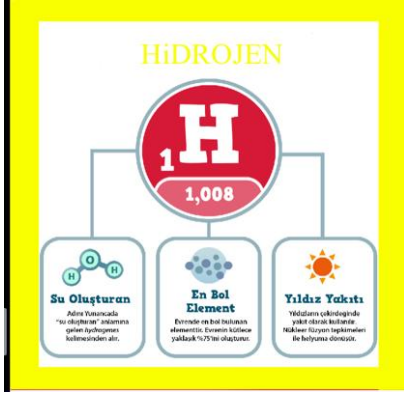 HiDROJEN
H
1
1,008
H O H
Su Oluşturan
Adını Yunancada
"su oluşturan" anlamına
gelen hydrogenes
kelimesinden alır.
En Bol
Element
Evrende en bol bulunan
elementtir. Evrenin kütlece
yaklaşık %75'ini oluşturur.
Yıldız Yakıtı
Yıldızların çekirdeğinde
yakıt olarak kullanılır.
Nükleer füzyon tepkimeleri
ile helyuma dönüşür.